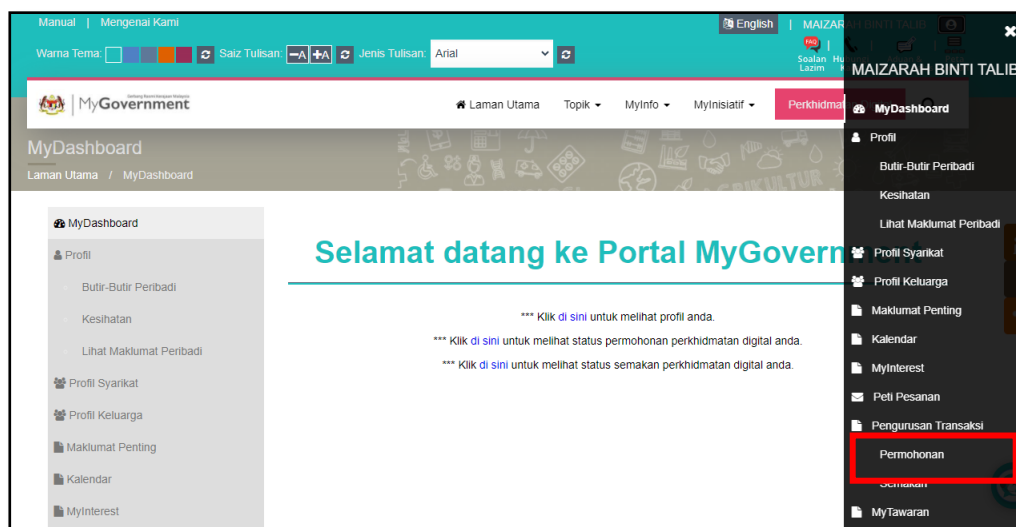 Manual | Mengenai Kami
English | MAIZARAH BINTI TALIB
Warna Tema: Saiz Tulisan: -A +A Jenis Tulisan: Arial
FAQ
Soalan
Lazim
MAIZARAH BINTI TALIB
MyGovernment
Laman Utama Topik MyInfo MyInisiatif
MyDashboard
Laman Utama / MyDashboard
MyDashboard
Profil
Butir-Butir Peribadi
Kesihatan
Lihat Maklumat Peribadi
Profil Syarikat
Profil Keluarga
Maklumat Penting
Kalendar
MyInterest
Selamat datang ke Portal MyGovernment
*** Klik di sini untuk melihat profil anda.
*** Klik di sini untuk melihat status permohonan perkhidmatan digital anda.
*** Klik di sini untuk melihat status semakan perkhidmatan digital anda.
MyDashboard
Profil
Butir-Butir Peribadi
Kesihatan
Lihat Maklumat Peribadi
Profil Syarikat
Profil Keluarga
Maklumat Penting
Kalendar
MyInterest
Peti Pesanan
Pengurusan Transaksi
Permohonan
Semakan
MyTawaran